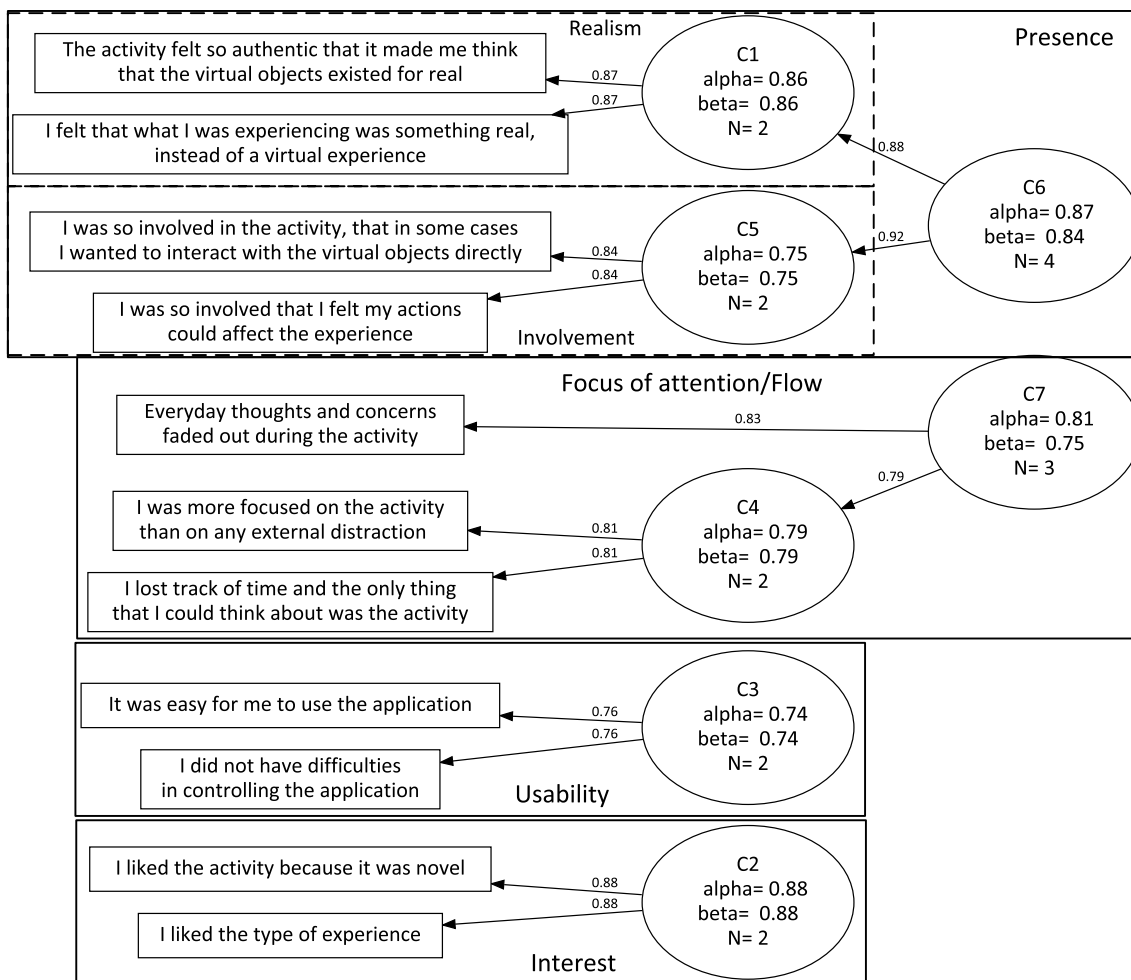 Realism
Presence
The activity felt so authentic that it made me think
that the virtual objects existed for real
0.87
0.87
I felt that what I was experiencing was something real,
instead of a virtual experience
C1
alpha= 0.86
beta= 0.86
N= 2
0.88
C6
alpha= 0.87
beta= 0.84
N= 4
I was so involved in the activity, that in some cases
I wanted to interact with the virtual objects directly
0.84
0.84
I was so involved that I felt my actions
could affect the experience
C5
alpha= 0.75
beta= 0.75
N= 2
0.92
Involvement
Focus of attention/Flow
Everyday thoughts and concerns
faded out during the activity
0.83
C7
alpha= 0.81
beta= 0.75
N= 3
0.79
I was more focused on the activity
than on any external distraction
0.81
0.81
I lost track of time and the only thing
that I could think about was the activity
C4
alpha= 0.79
beta= 0.79
N= 2
It was easy for me to use the application
0.76
0.76
I did not have difficulties
in controlling the application
C3
alpha= 0.74
beta= 0.74
N= 2
Usability
I liked the activity because it was novel
0.88
0.88
I liked the type of experience
C2
alpha= 0.88
beta= 0.88
N= 2
Interest